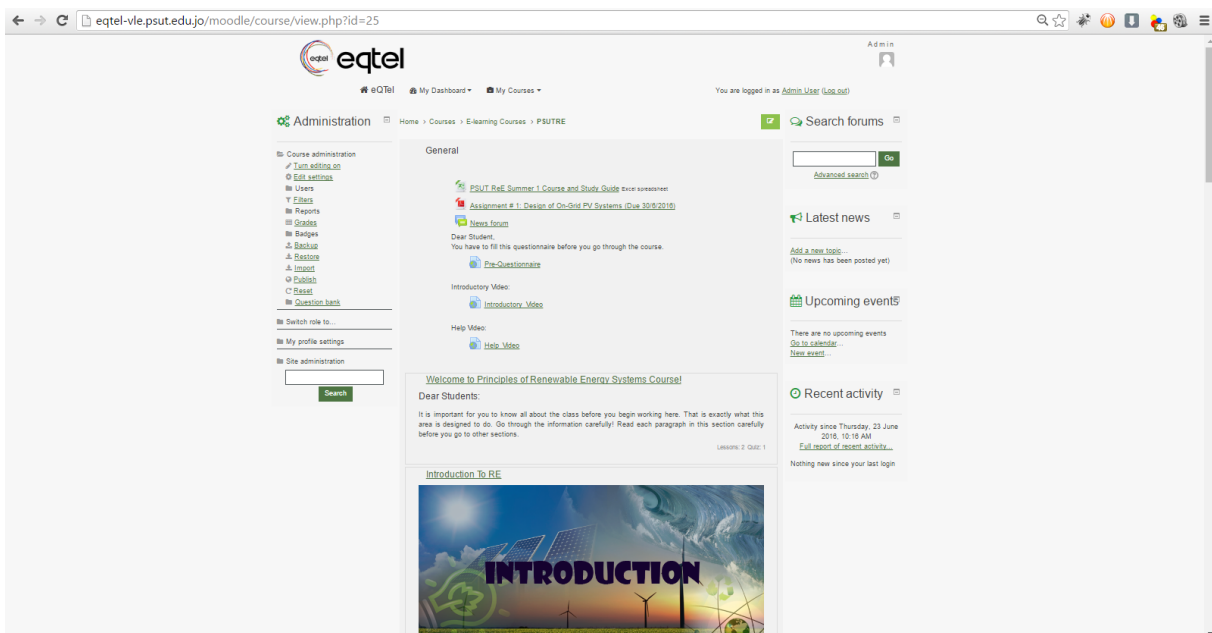 eqtel-vle.psut.edu.jo/moodle/course/view.php?id=25
eqtel eqtel
Admin
eQTel My Dashboard My Courses
You are logged in as Admin User (Log out)
Administration
Course administration
Turn editing on
Edit settings
Users
Filters
Reports
Grades
Badges
Backup
Restore
Import
Publish
Reset
Question bank
Switch role to...
My profile settings
Site administration
Search
Home › Courses › E-learning Courses › PSUTRE
General
PSUT ReE Summer 1 Course and Study Guide Excel spreadsheet
Assignment # 1: Design of On-Grid PV Systems (Due 30/6/2016)
News forum
Dear Student,
You have to fill this questionnaire before you go through the course.
Pre-Questionnaire
Introductory Video:
Introductory_Video
Help Video:
Help_Video
Welcome to Principles of Renewable Energy Systems Course!
Dear Students:
It is important for you to know all about the class before you begin working here. That is exactly what this
area is designed to do. Go through the information carefully! Read each paragraph in this section carefully
before you go to other sections.
Lessons: 2 Quiz: 1
Introduction To RE
INTRODUCTION
Search forums
Go
Advanced search
Latest news
Add a new topic...
(No news has been posted yet)
Upcoming events
There are no upcoming events
Go to calendar...
New event...
Recent activity
Activity since Thursday, 23 June
2016, 10:16 AM
Full report of recent activity...
Nothing new since your last login